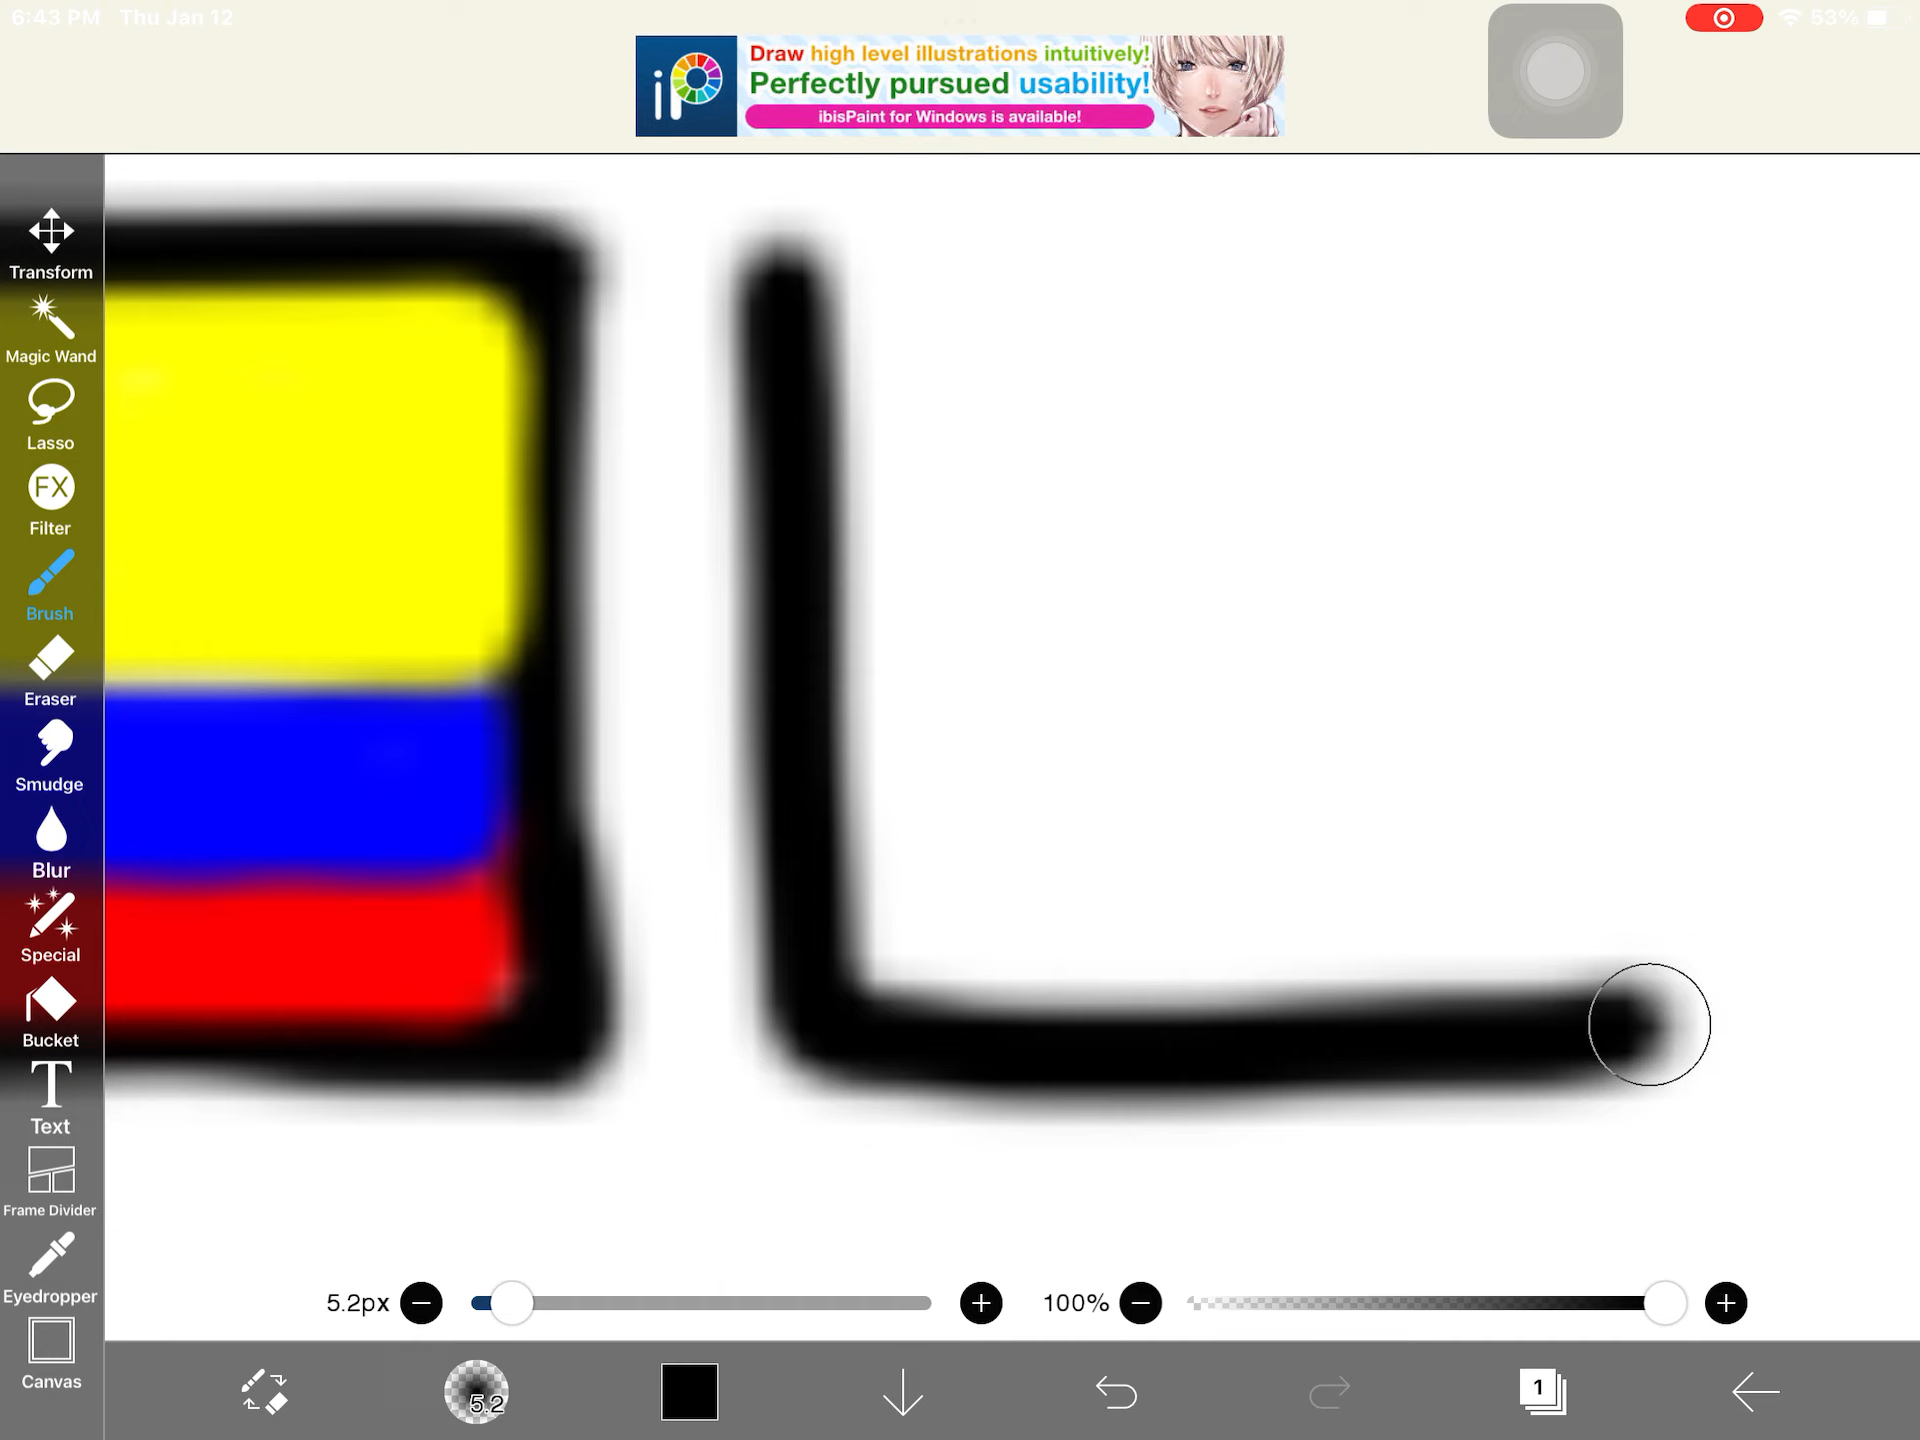 6:43 PM Thu Jan 12
53%
iP
Draw high level illustrations intuitively!
Perfectly pursued usability!
ibisPaint for Windows is available!
Transform
Magic Wand
Lasso
FX
Filter
Brush
Eraser
Smudge
Blur
Special
Bucket
T
Text
Frame Divider
Eyedropper
Canvas
5.2px
100%
5.2
1